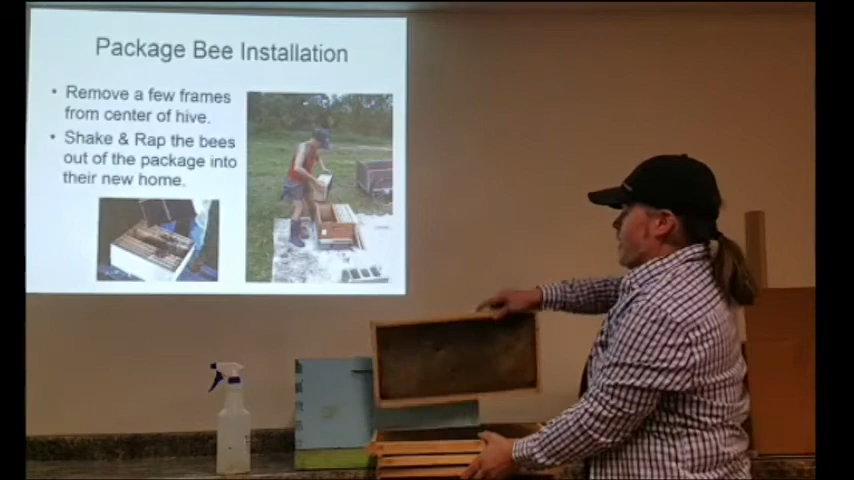 Package Bee Installation
• Remove a few frames
from center of hive.
• Shake & Rap the bees
out of the package into
their new home.